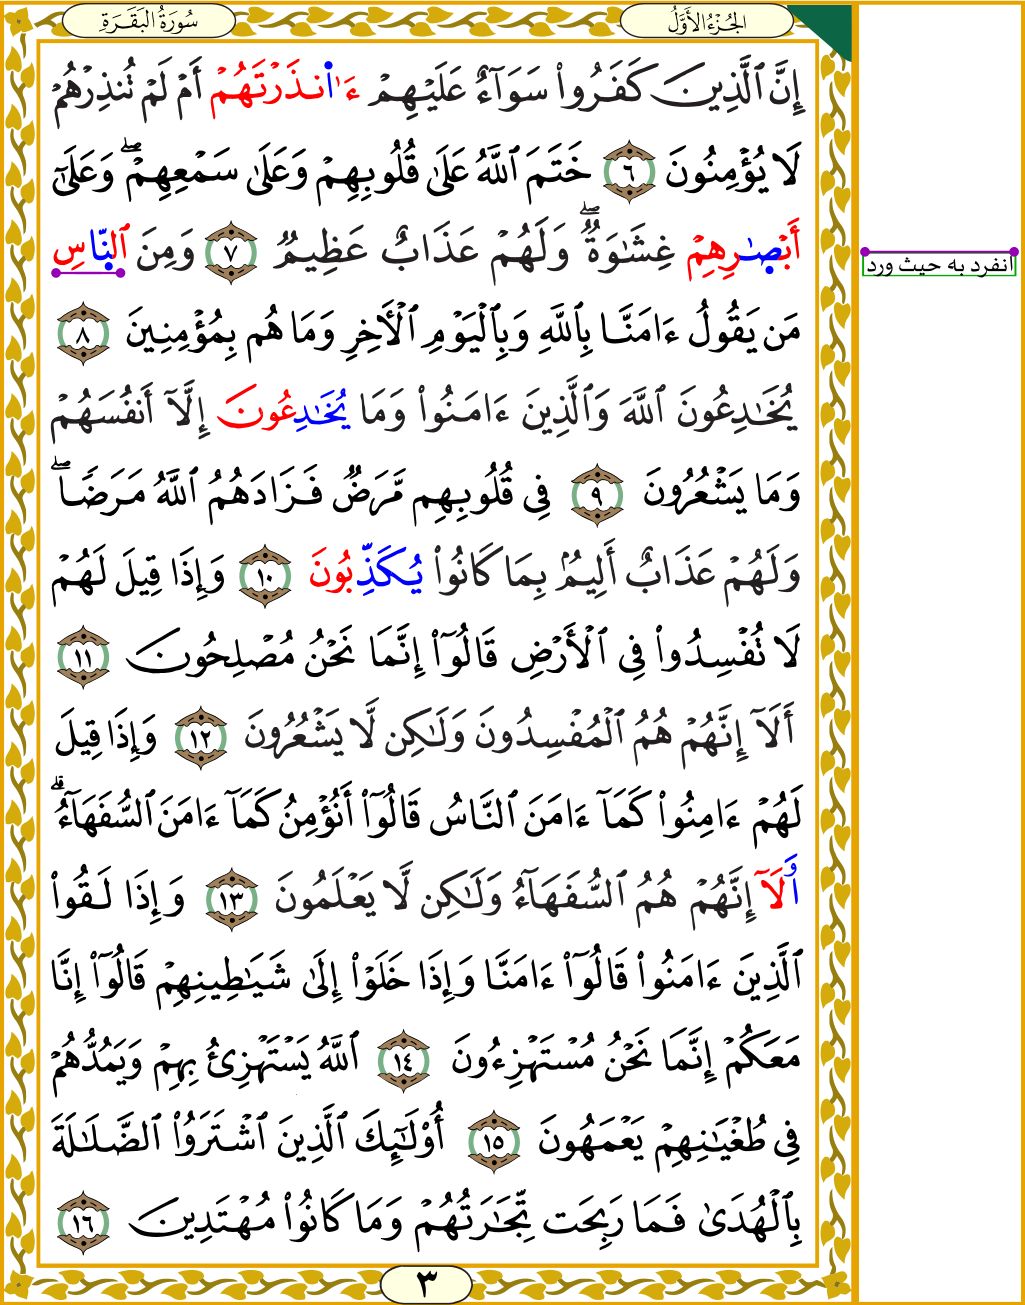 سُورَةُ الْبَقَرَةِ
الجُزْءُ الأَوَّلُ
إِنَّ ٱلَّذِينَ كَفَرُوا۟ سَوَآءٌ عَلَيْهِمْ ءَا۬نذَرْتَهُمْ أَمْ لَمْ تُنذِرْهُمْ
لَا يُؤْمِنُونَ ٦ خَتَمَ ٱللَّهُ عَلَىٰ قُلُوبِهِمْ وَعَلَىٰ سَمْعِهِمْ ۖ وَعَلَىٰٓ
أَبْصَٰرِهِمْ غِشَٰوَةٌ ۖ وَلَهُمْ عَذَابٌ عَظِيمٌ ٧ وَمِنَ ٱلنَّاسِ
انفرد به حيث ورد
مَن يَقُولُ ءَامَنَّا بِٱللَّهِ وَبِٱلْيَوْمِ ٱلْأَخِرِ وَمَا هُم بِمُؤْمِنِينَ ٨
يُخَٰدِعُونَ ٱللَّهَ وَٱلَّذِينَ ءَامَنُوا۟ وَمَا يُخَٰدِعُونَ إِلَّآ أَنفُسَهُمْ
وَمَا يَشْعُرُونَ ٩ فِى قُلُوبِهِم مَّرَضٌ فَزَادَهُمُ ٱللَّهُ مَرَضًا ۖ
وَلَهُمْ عَذَابٌ أَلِيمٌۢ بِمَا كَانُوا۟ يُكَذِّبُونَ ١٠ وَإِذَا قِيلَ لَهُمْ
لَا تُفْسِدُوا۟ فِى ٱلْأَرْضِ قَالُوٓا۟ إِنَّمَا نَحْنُ مُصْلِحُونَ ١١
أَلَآ إِنَّهُمْ هُمُ ٱلْمُفْسِدُونَ وَلَٰكِن لَّا يَشْعُرُونَ ١٢ وَإِذَا قِيلَ
لَهُمْ ءَامِنُوا۟ كَمَآ ءَامَنَ ٱلنَّاسُ قَالُوٓا۟ أَنُؤْمِنُ كَمَآ ءَامَنَ ٱلسُّفَهَآءُ ۗ
اَ۬لَآ إِنَّهُمْ هُمُ ٱلسُّفَهَآءُ وَلَٰكِن لَّا يَعْلَمُونَ ١٣ وَإِذَا لَقُوا۟
ٱلَّذِينَ ءَامَنُوا۟ قَالُوٓا۟ ءَامَنَّا وَإِذَا خَلَوْا۟ إِلَىٰ شَيَٰطِينِهِمْ قَالُوٓا۟ إِنَّا
مَعَكُمْ إِنَّمَا نَحْنُ مُسْتَهْزِءُونَ ١٤ ٱللَّهُ يَسْتَهْزِئُ بِهِمْ وَيَمُدُّهُمْ
فِى طُغْيَٰنِهِمْ يَعْمَهُونَ ١٥ أُو۟لَٰٓئِكَ ٱلَّذِينَ ٱشْتَرَوُا۟ ٱلضَّلَٰلَةَ
بِٱلْهُدَىٰ فَمَا رَبِحَت تِّجَٰرَتُهُمْ وَمَا كَانُوا۟ مُهْتَدِينَ ١٦
٣